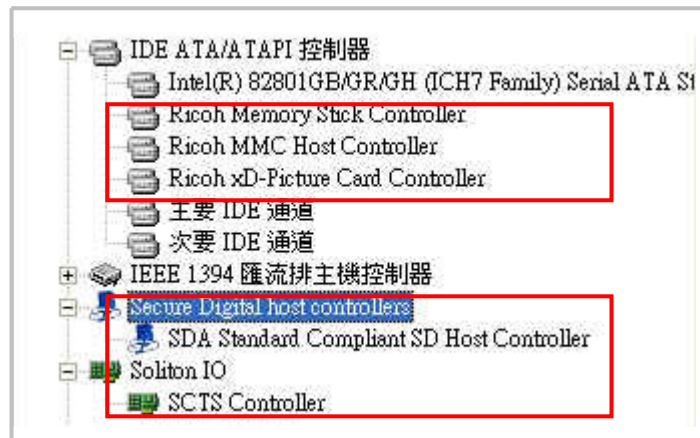 IDE ATA/ATAPI 控制器
Intel(R) 82801GB/GR/GH (ICH7 Family) Serial ATA St
Ricoh Memory Stick Controller
Ricoh MMC Host Controller
Ricoh xD-Picture Card Controller
主要 IDE 通道
次要 IDE 通道
IEEE 1394 匯流排主機控制器
Secure Digital host controllers
SDA Standard Compliant SD Host Controller
Soliton IO
SCTS Controller